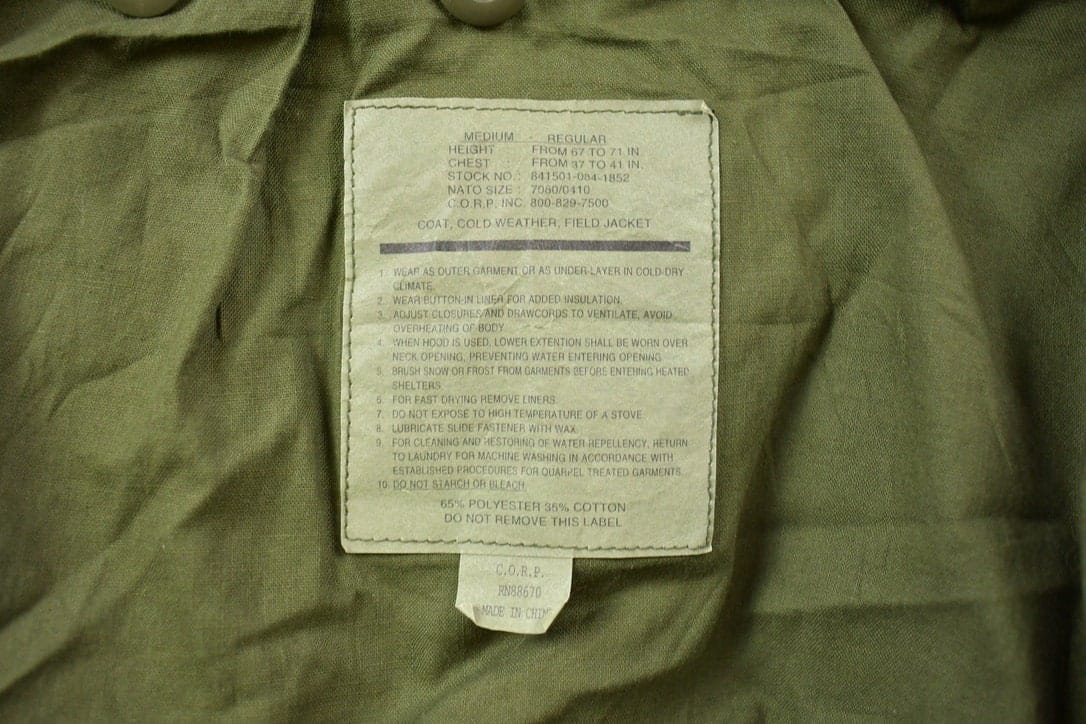 MEDIUM - REGULAR
HEIGHT FROM 67 TO 71 IN
CHEST FROM 37 TO 41 IN.
STOCK NO.: 841501-084-1852
NATO SIZE : 7080/0410
C.O.R.P. INC. 800-829-7500
COAT, COLD WEATHER, FIELD JACKET
1. WEAR AS OUTER GARMENT OR AS UNDER-LAYER IN COLD-DRY
CLIMATE.
2. WEAR BUTTON-IN LINER FOR ADDED INSULATION.
3. ADJUST CLOSURES AND DRAWCORDS TO VENTILATE, AVOID
OVERHEATING OF BODY.
4. WHEN HOOD IS USED, LOWER EXTENTION SHALL BE WORN OVER
NECK OPENING, PREVENTING WATER ENTERING OPENING
5. BRUSH SNOW OR FROST FROM GARMENTS BEFORE ENTERING HEATED
SHELTERS
6. FOR FAST DRYING REMOVE LINERS
7. DO NOT EXPOSE TO HIGH TEMPERATURE OF A STOVE
8. LUBRICATE SLIDE FASTENER WITH WAX
9. FOR CLEANING AND RESTORING OF WATER REPELLENCY, RETURN
TO LAUNDRY FOR MACHINE WASHING IN ACCORDANCE WITH
ESTABLISHED PROCEDURES FOR QUARPEL TREATED GARMENTS.
10. DO NOT STARCH OR BLEACH.
65% POLYESTER 35% COTTON
DO NOT REMOVE THIS LABEL
C.O.R.P.
RN88670
MADE IN CHIN